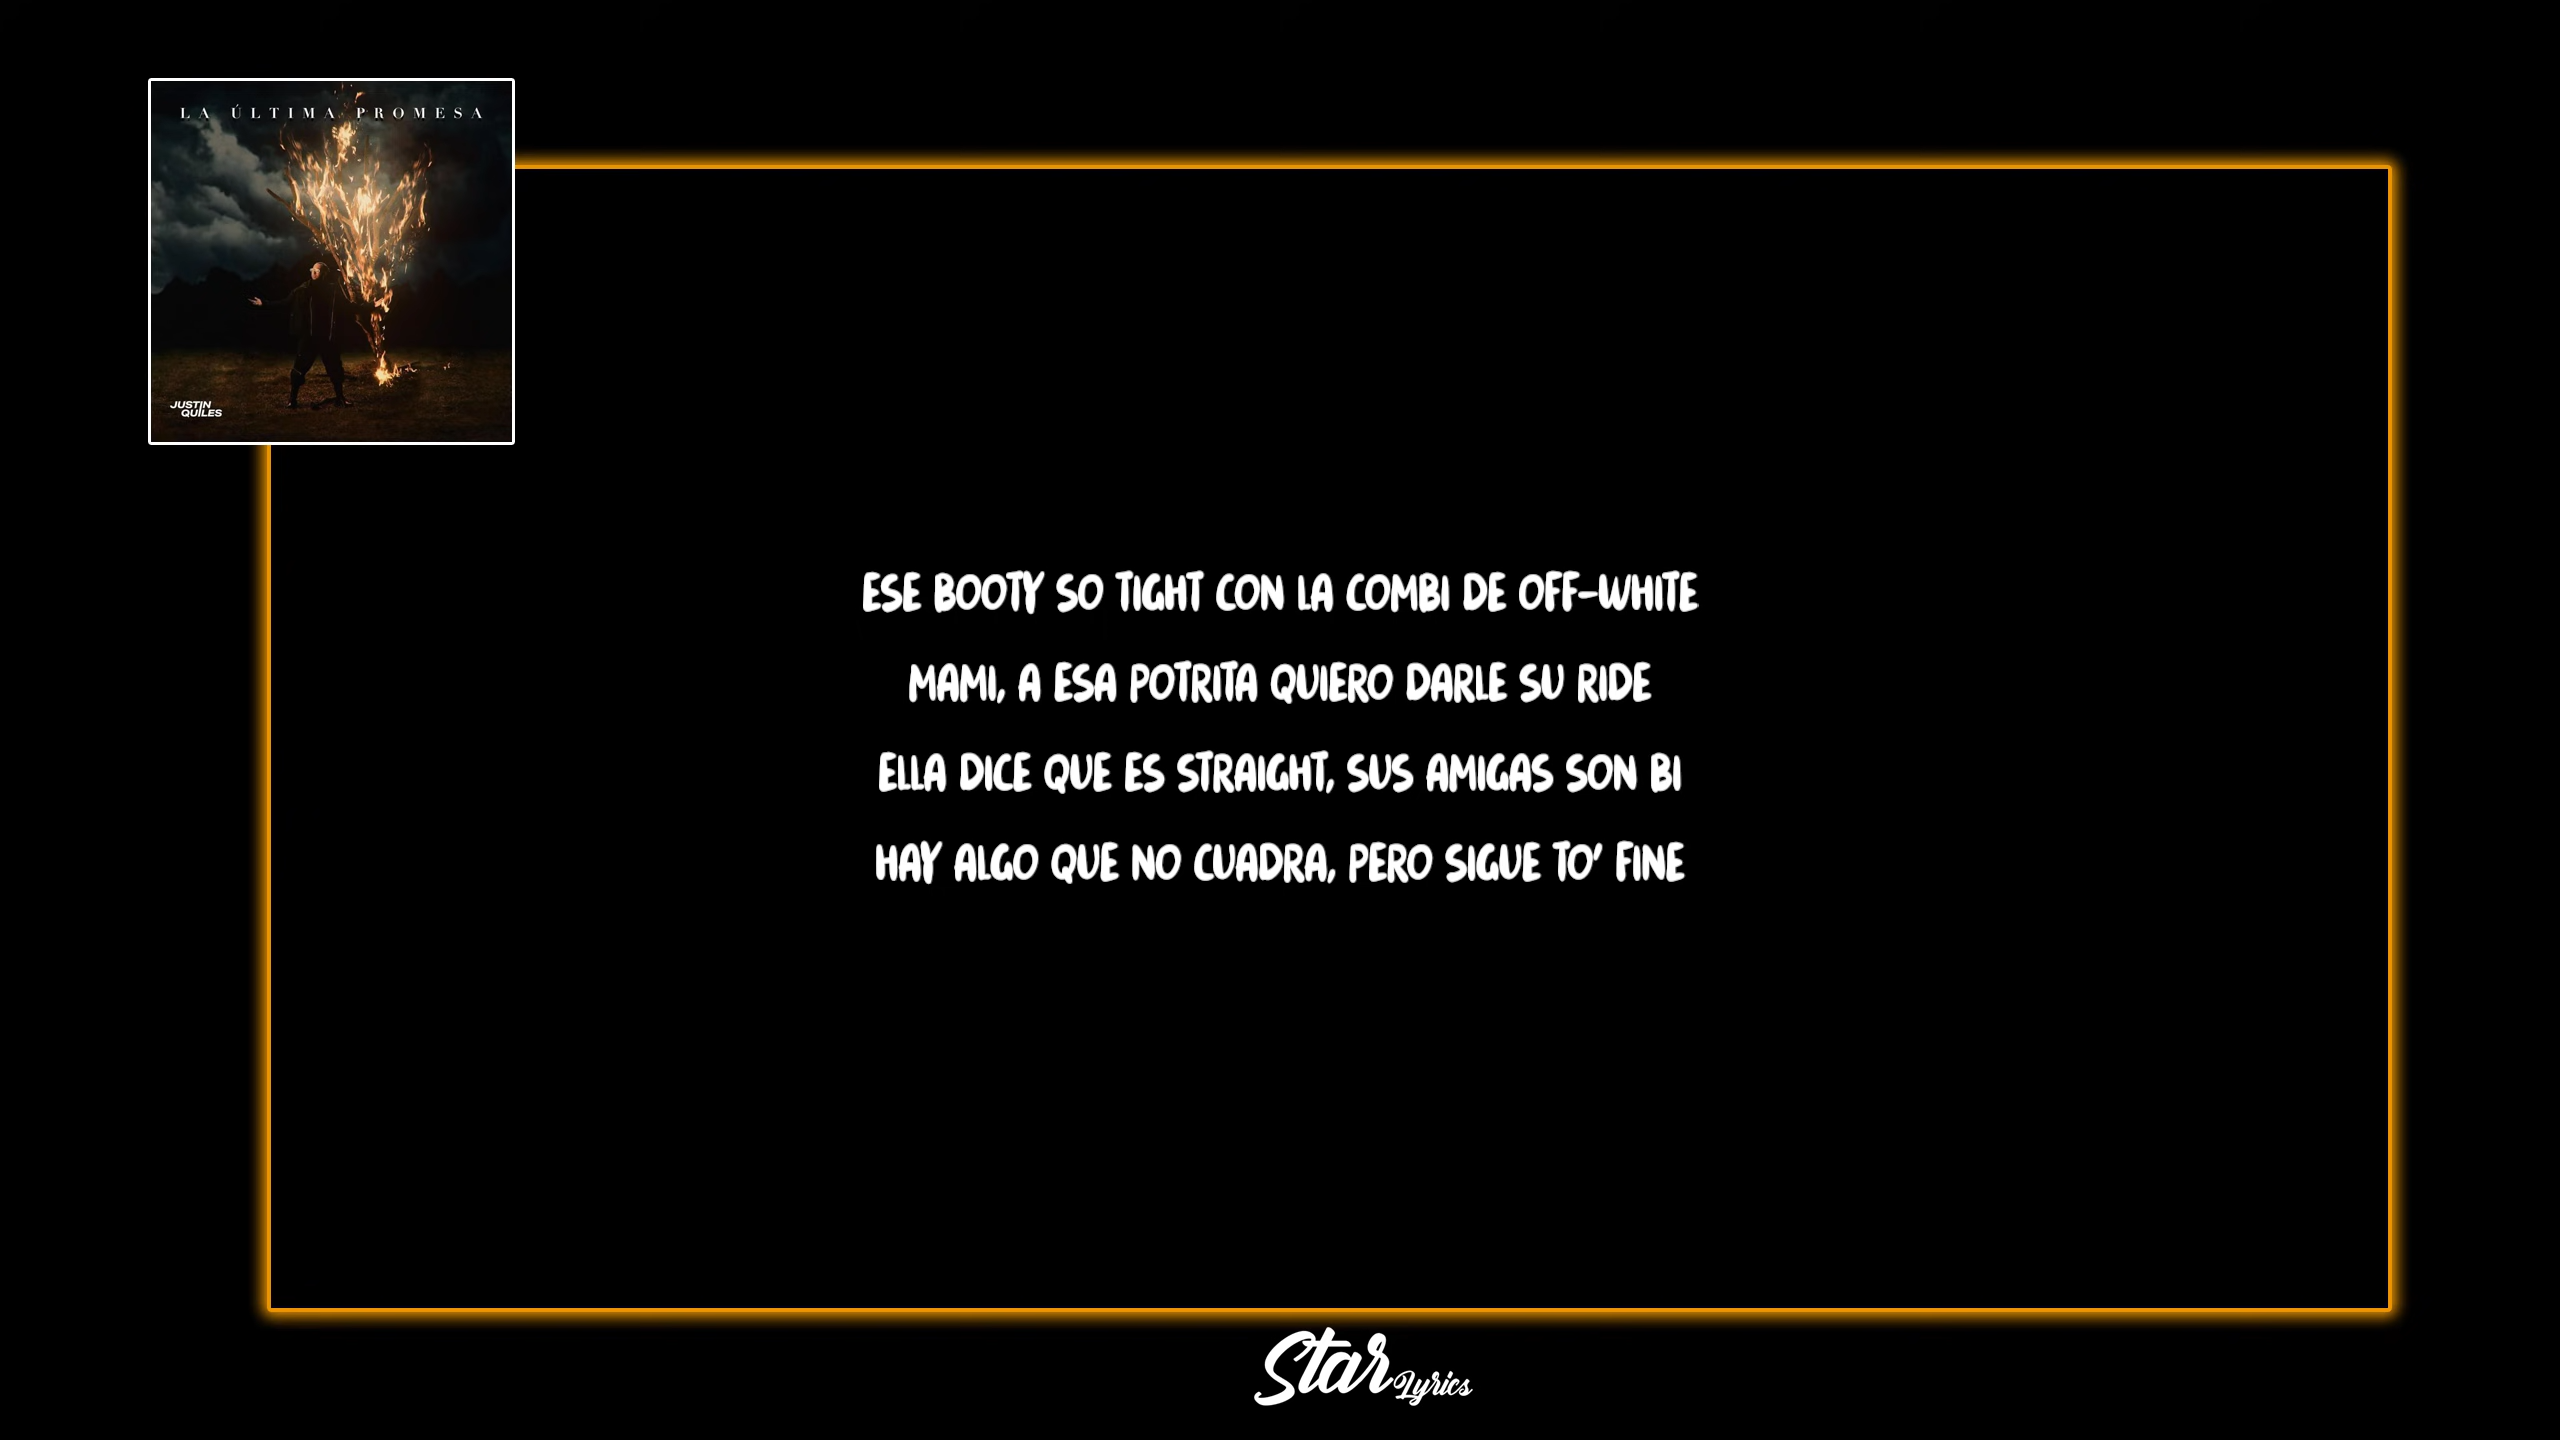 LA ÚLTIMA PROMESA
JUSTIN
QUILES
ESE BOOTY SO TIGHT CON LA COMBI DE OFF-WHITE
MAMI, A ESA POTRITA QUIERO DARLE SU RIDE
ELLA DICE QUE ES STRAIGHT, SUS AMIGAS SON BI
HAY ALGO QUE NO CUADRA, PERO SIGUE TO' FINE
Star Lyrics